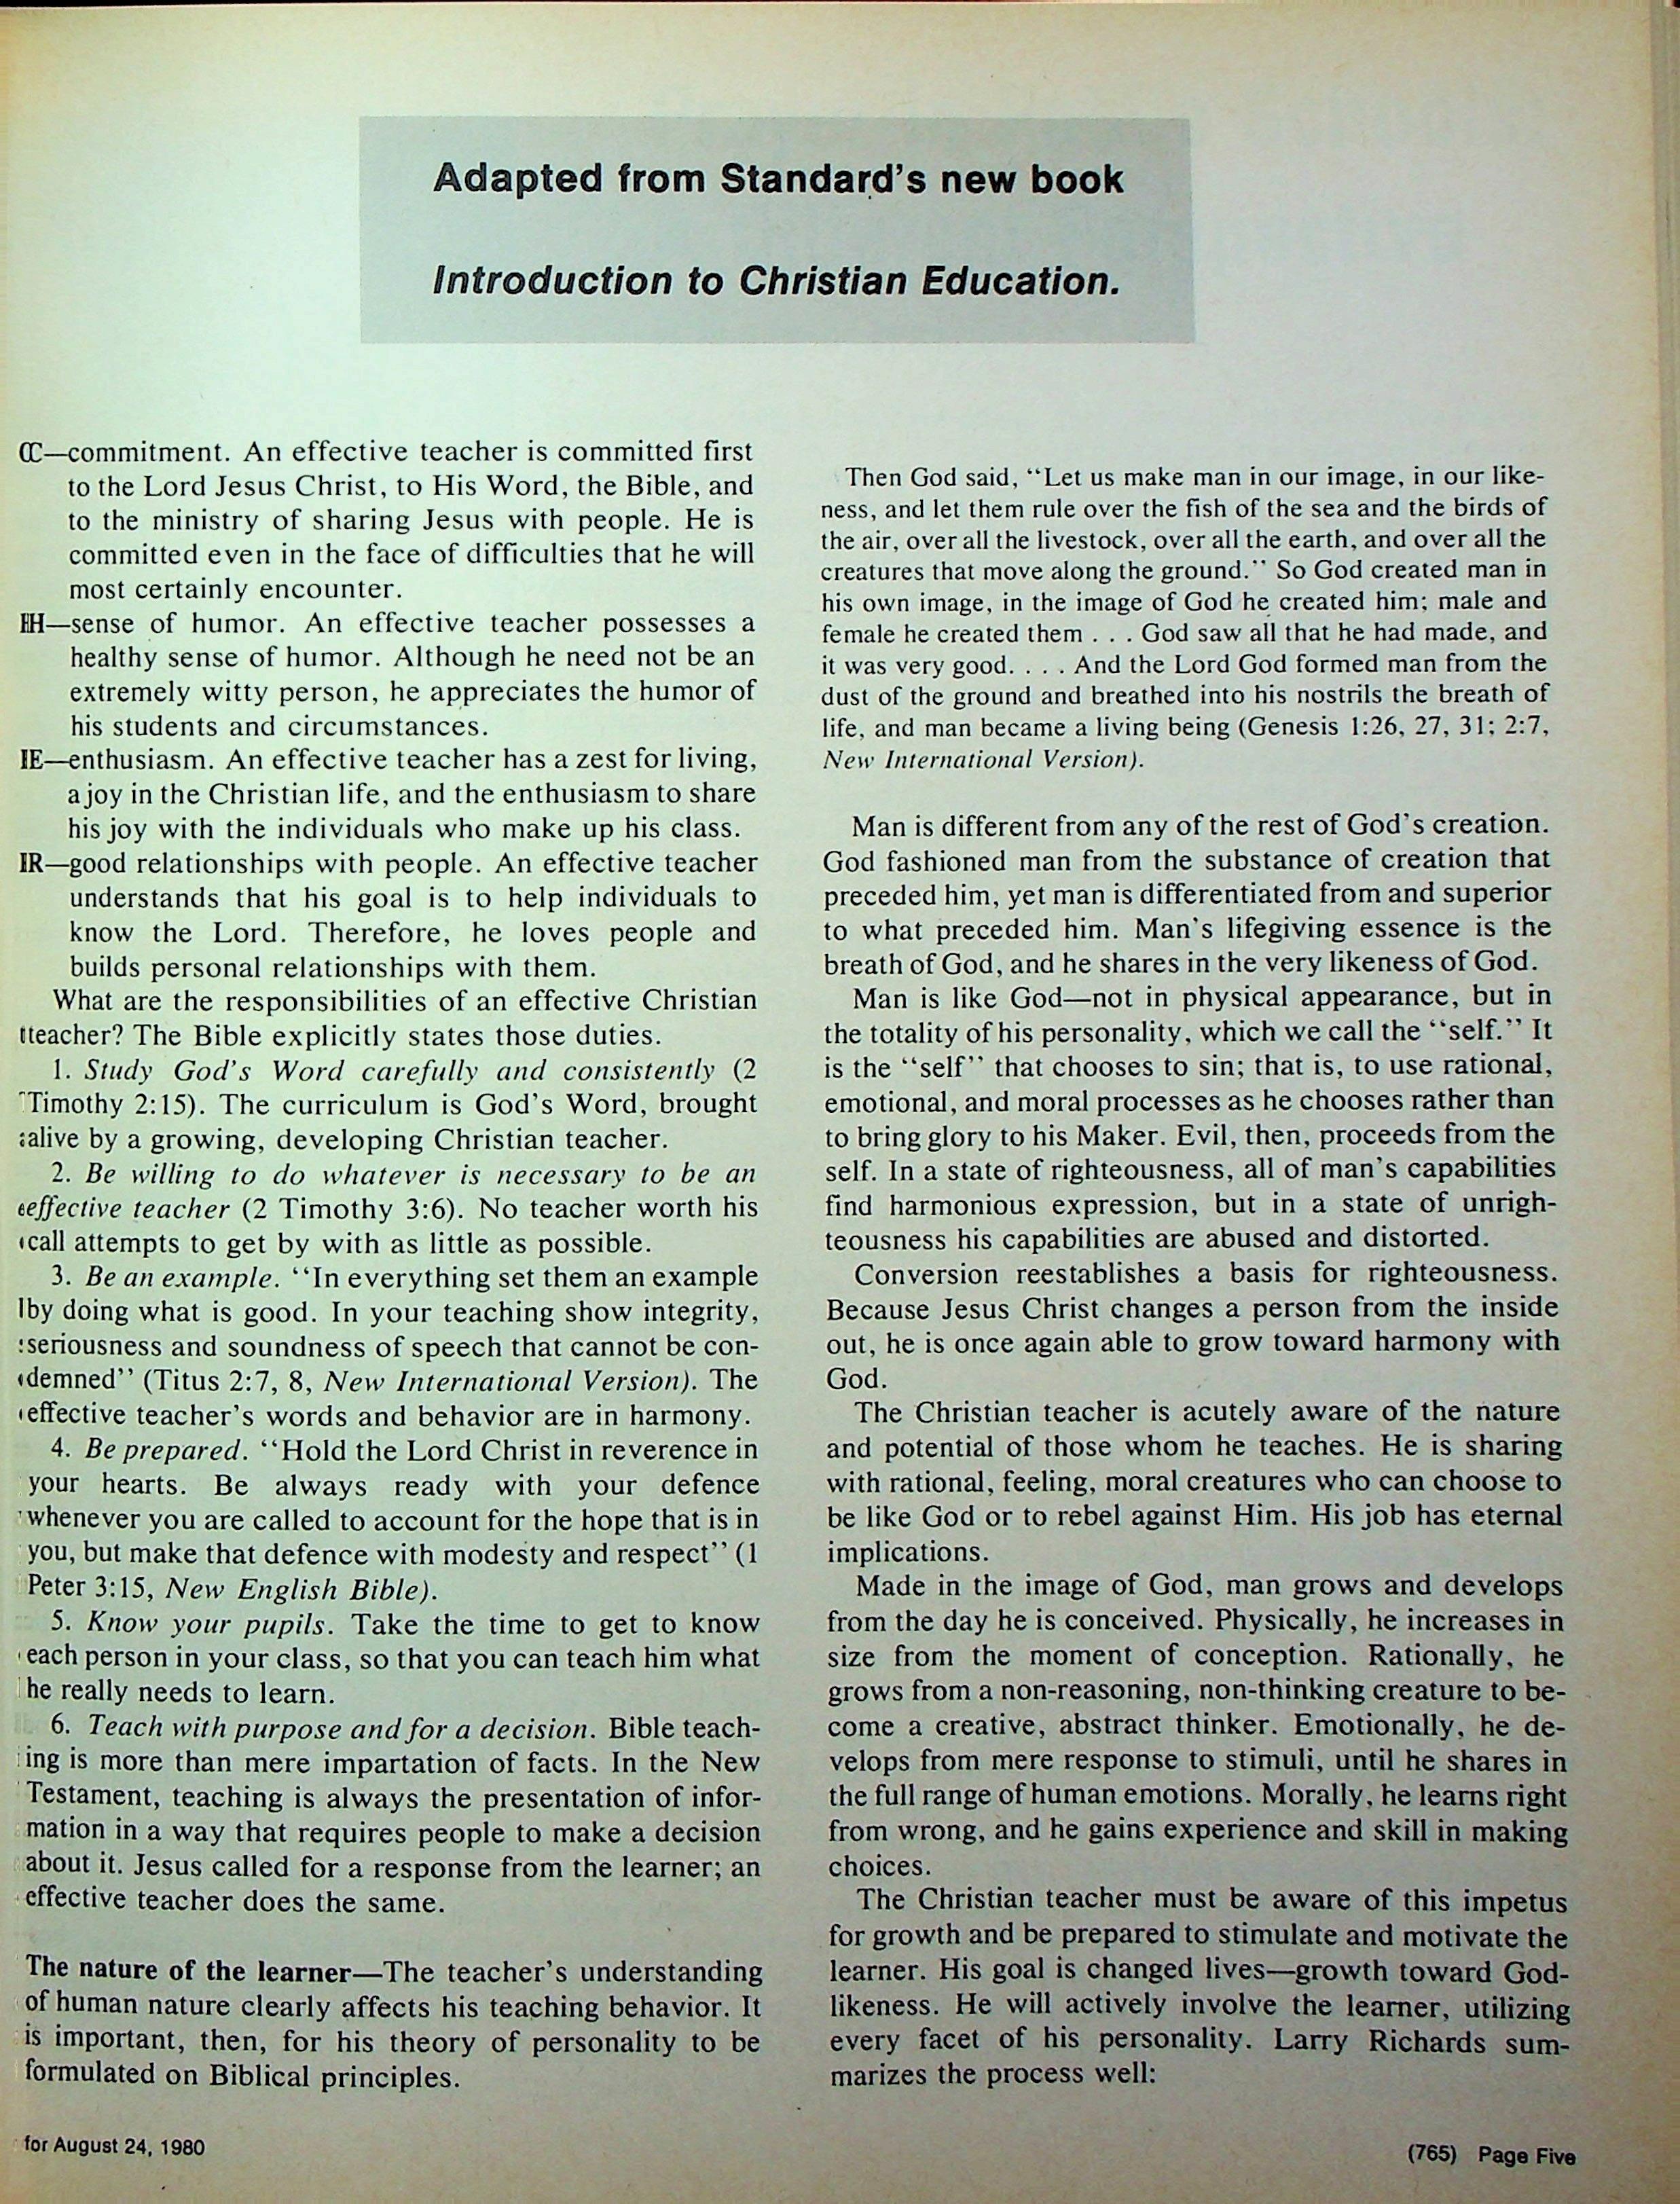 Adapted from Standard's new book
Introduction to Christian Education.
C—commitment. An effective teacher is committed first
to the Lord Jesus Christ, to His Word, the Bible, and
to the ministry of sharing Jesus with people. He is
committed even in the face of difficulties that he will
most certainly encounter.
H—sense of humor. An effective teacher possesses a
healthy sense of humor. Although he need not be an
extremely witty person, he appreciates the humor of
his students and circumstances.
E—enthusiasm. An effective teacher has a zest for living,
a joy in the Christian life, and the enthusiasm to share
his joy with the individuals who make up his class.
R—good relationships with people. An effective teacher
understands that his goal is to help individuals to
know the Lord. Therefore, he loves people and
builds personal relationships with them.
What are the responsibilities of an effective Christian
teacher? The Bible explicitly states those duties.
1. Study God's Word carefully and consistently (2
Timothy 2:15). The curriculum is God's Word, brought
alive by a growing, developing Christian teacher.
2. Be willing to do whatever is necessary to be an
effective teacher (2 Timothy 3:6). No teacher worth his
call attempts to get by with as little as possible.
3. Be an example. "In everything set them an example
by doing what is good. In your teaching show integrity,
seriousness and soundness of speech that cannot be con-
demned" (Titus 2:7, 8, New International Version). The
effective teacher's words and behavior are in harmony.
4. Be prepared. "Hold the Lord Christ in reverence in
your hearts. Be always ready with your defence
whenever you are called to account for the hope that is in
you, but make that defence with modesty and respect" (1
Peter 3:15, New English Bible).
5. Know your pupils. Take the time to get to know
each person in your class, so that you can teach him what
he really needs to learn.
6. Teach with purpose and for a decision. Bible teach-
ing is more than mere impartation of facts. In the New
Testament, teaching is always the presentation of infor-
mation in a way that requires people to make a decision
about it. Jesus called for a response from the learner; an
effective teacher does the same.
The nature of the learner—The teacher's understanding
of human nature clearly affects his teaching behavior. It
is important, then, for his theory of personality to be
formulated on Biblical principles.
Then God said, "Let us make man in our image, in our like-
ness, and let them rule over the fish of the sea and the birds of
the air, over all the livestock, over all the earth, and over all the
creatures that move along the ground." So God created man in
his own image, in the image of God he created him; male and
female he created them . . . God saw all that he had made, and
it was very good. . . . And the Lord God formed man from the
dust of the ground and breathed into his nostrils the breath of
life, and man became a living being (Genesis 1:26, 27, 31; 2:7,
New International Version).
Man is different from any of the rest of God's creation.
God fashioned man from the substance of creation that
preceded him, yet man is differentiated from and superior
to what preceded him. Man's lifegiving essence is the
breath of God, and he shares in the very likeness of God.
Man is like God—not in physical appearance, but in
the totality of his personality, which we call the "self." It
is the "self" that chooses to sin; that is, to use rational,
emotional, and moral processes as he chooses rather than
to bring glory to his Maker. Evil, then, proceeds from the
self. In a state of righteousness, all of man's capabilities
find harmonious expression, but in a state of unrigh-
teousness his capabilities are abused and distorted.
Conversion reestablishes a basis for righteousness.
Because Jesus Christ changes a person from the inside
out, he is once again able to grow toward harmony with
God.
The Christian teacher is acutely aware of the nature
and potential of those whom he teaches. He is sharing
with rational, feeling, moral creatures who can choose to
be like God or to rebel against Him. His job has eternal
implications.
Made in the image of God, man grows and develops
from the day he is conceived. Physically, he increases in
size from the moment of conception. Rationally, he
grows from a non-reasoning, non-thinking creature to be-
come a creative, abstract thinker. Emotionally, he de-
velops from mere response to stimuli, until he shares in
the full range of human emotions. Morally, he learns right
from wrong, and he gains experience and skill in making
choices.
The Christian teacher must be aware of this impetus
for growth and be prepared to stimulate and motivate the
learner. His goal is changed lives—growth toward God-
likeness. He will actively involve the learner, utilizing
every facet of his personality. Larry Richards sum-
marizes the process well:
for August 24, 1980
(765) Page Five